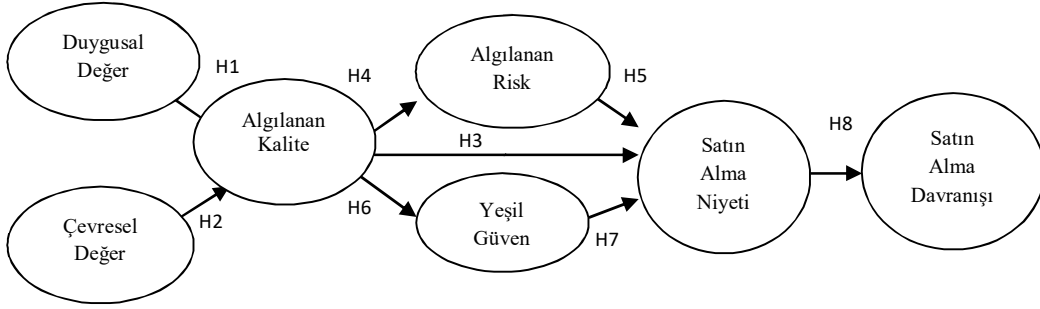 Duygusal
Değer
H1
Algılanan
Kalite
H2
Çevresel
Değer
H4
Algılanan
Risk
H5
H3
H6
Yeşil
Güven
H7
Satın
Alma
Niyeti
H8
Satın
Alma
Davranışı